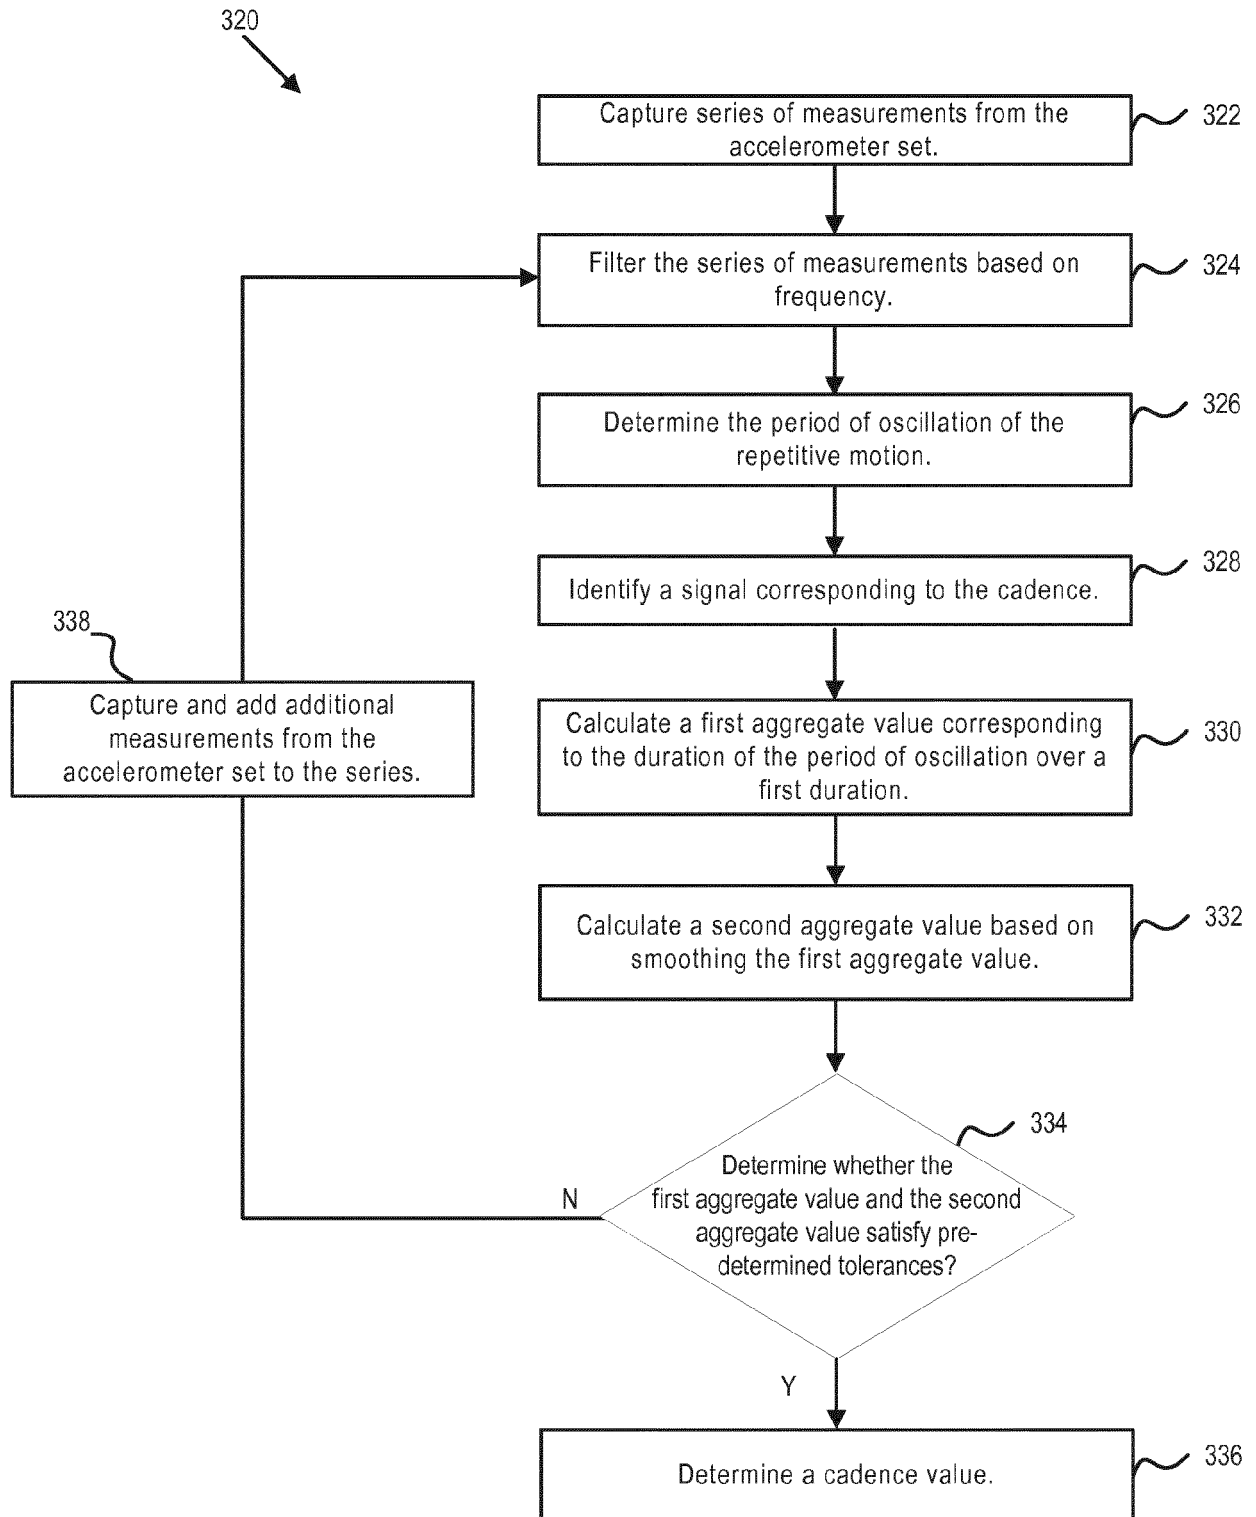 320
Capture series of measurements from the
accelerometer set.
322
Filter the series of measurements based on
frequency.
324
Determine the period of oscillation of the
repetitive motion.
326
Identify a signal corresponding to the cadence.
328
338
Capture and add additional
measurements from the
accelerometer set to the series.
Calculate a first aggregate value corresponding
to the duration of the period of oscillation over a
first duration.
330
Calculate a second aggregate value based on
smoothing the first aggregate value.
332
334
Determine whether the
first aggregate value and the second
aggregate value satisfy pre-
determined tolerances?
N
Y
Determine a cadence value.
336